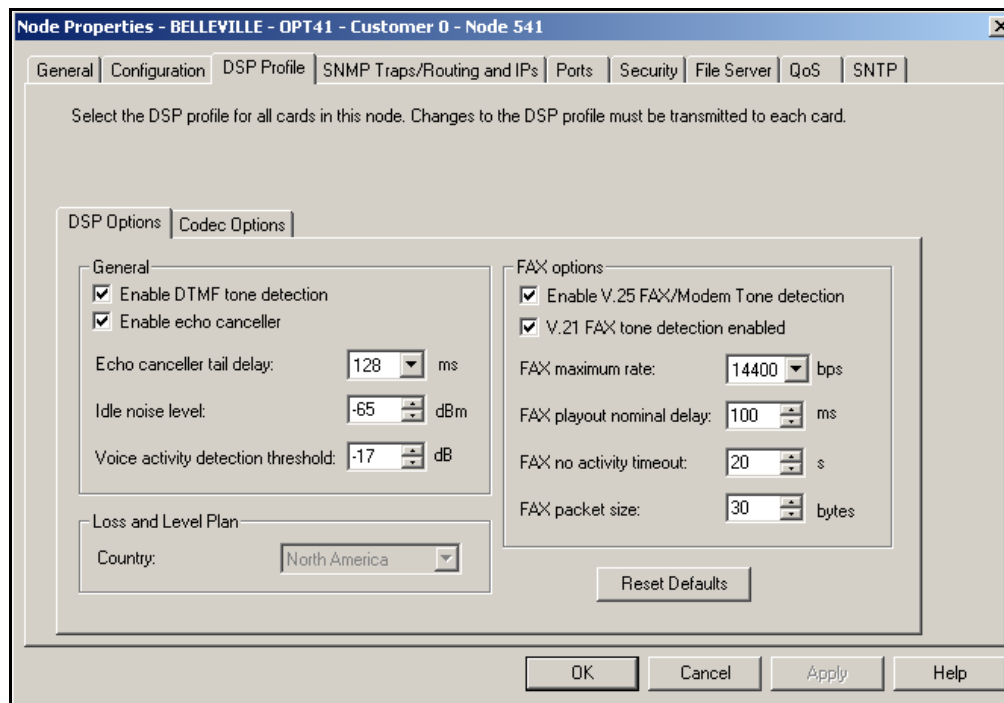 Node Properties - BELLEVILLE - OPT41 - Customer 0 - Node 541
General Configuration DSP Profile SNMP Traps/Routing and IPs Ports Security File Server QoS SNTP
Select the DSP profile for all cards in this node. Changes to the DSP profile must be transmitted to each card.
DSP Options Codec Options
General
Enable DTMF tone detection
Enable echo canceller
Echo canceller tail delay: 128 ms
Idle noise level: -65 dBm
Voice activity detection threshold: -17 dB
Loss and Level Plan
Country: North America
FAX options
Enable V.25 FAX/Modem Tone detection
V.21 FAX tone detection enabled
FAX maximum rate: 14400 bps
FAX playout nominal delay: 100 ms
FAX no activity timeout: 20 s
FAX packet size: 30 bytes
Reset Defaults
OK Cancel Apply Help